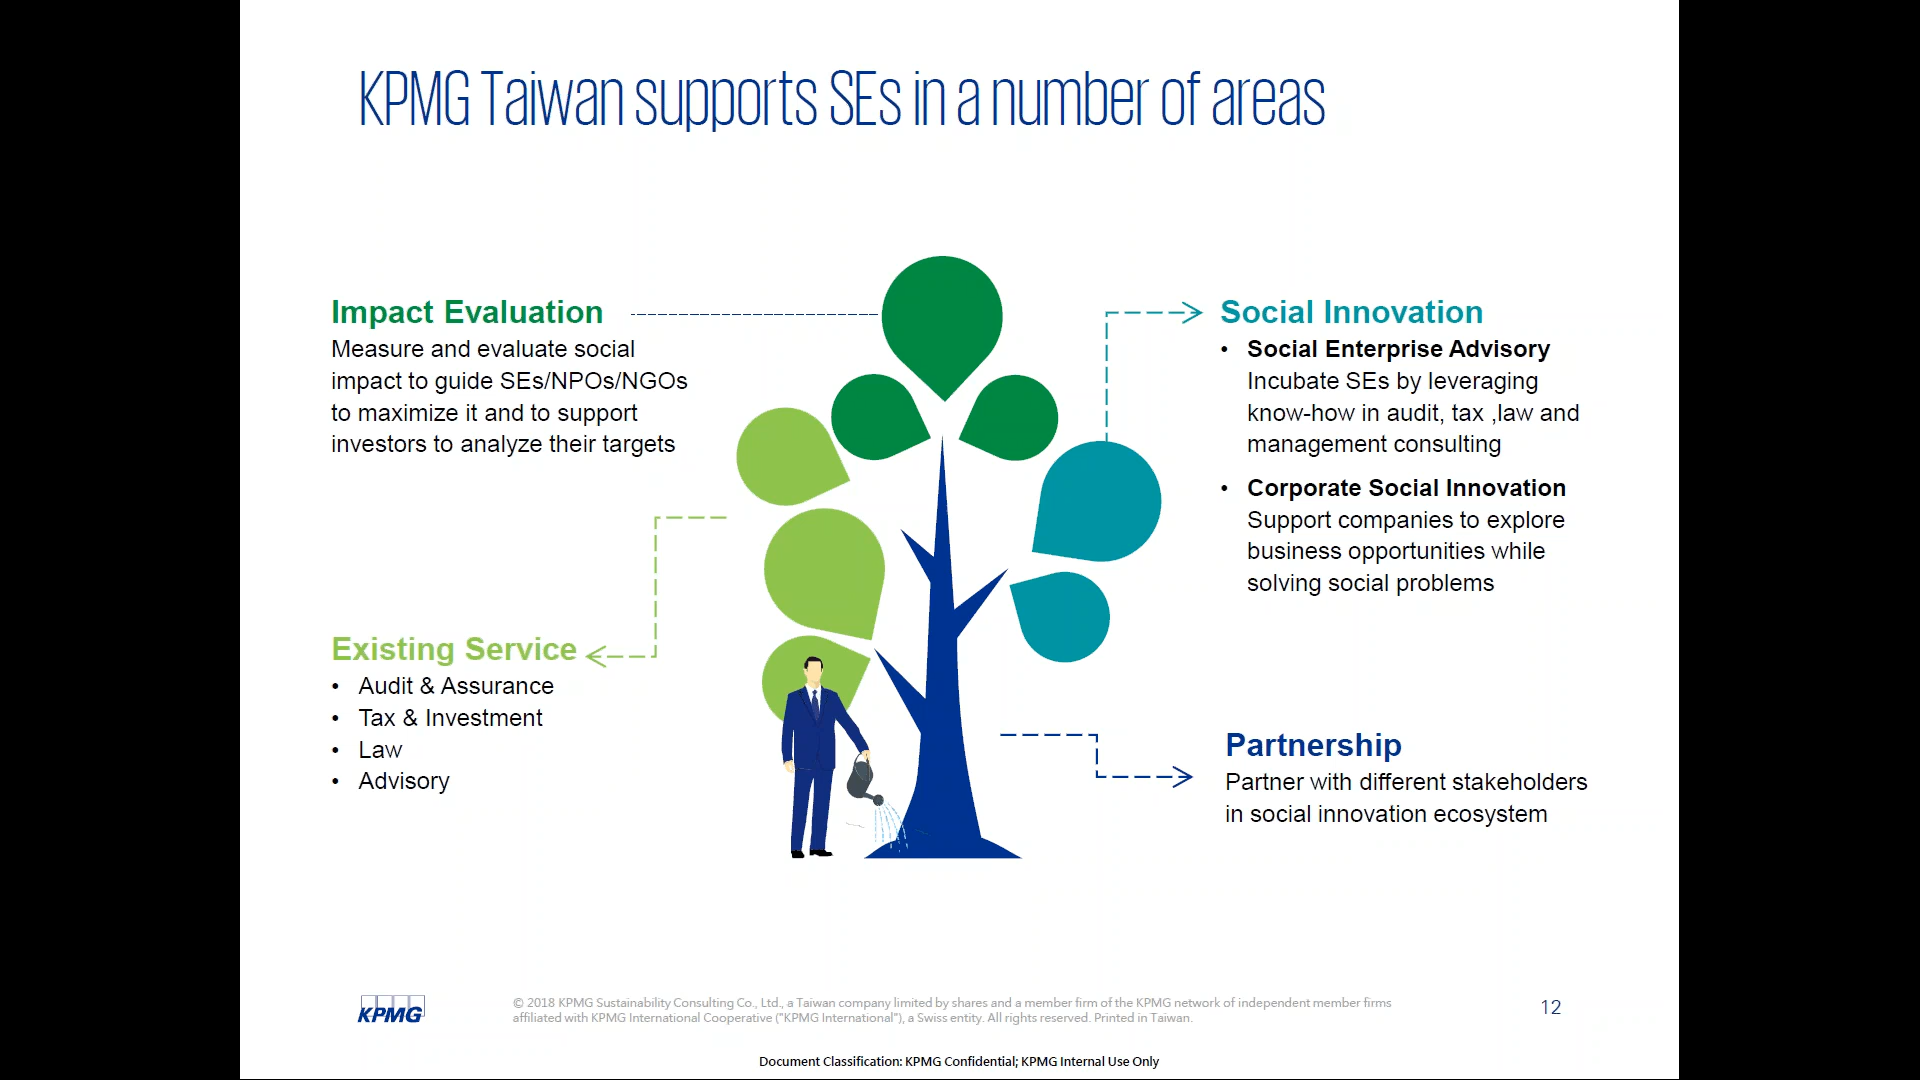 KPMG Taiwan supports SEs in a number of areas
Impact Evaluation
Measure and evaluate social
impact to guide SEs/NPOs/NGOs
to maximize it and to support
investors to analyze their targets
Existing Service
• Audit & Assurance
• Tax & Investment
• Law
• Advisory
Social Innovation
• Social Enterprise Advisory
Incubate SEs by leveraging
know-how in audit, tax ,law and
management consulting
• Corporate Social Innovation
Support companies to explore
business opportunities while
solving social problems
Partnership
Partner with different stakeholders
in social innovation ecosystem
KPMG
© 2018 KPMG Sustainability Consulting Co., Ltd., a Taiwan company limited by shares and a member firm of the KPMG network of independent member firms
affiliated with KPMG International Cooperative ("KPMG International"), a Swiss entity. All rights reserved. Printed in Taiwan.
12
Document Classification: KPMG Confidential; KPMG Internal Use Only